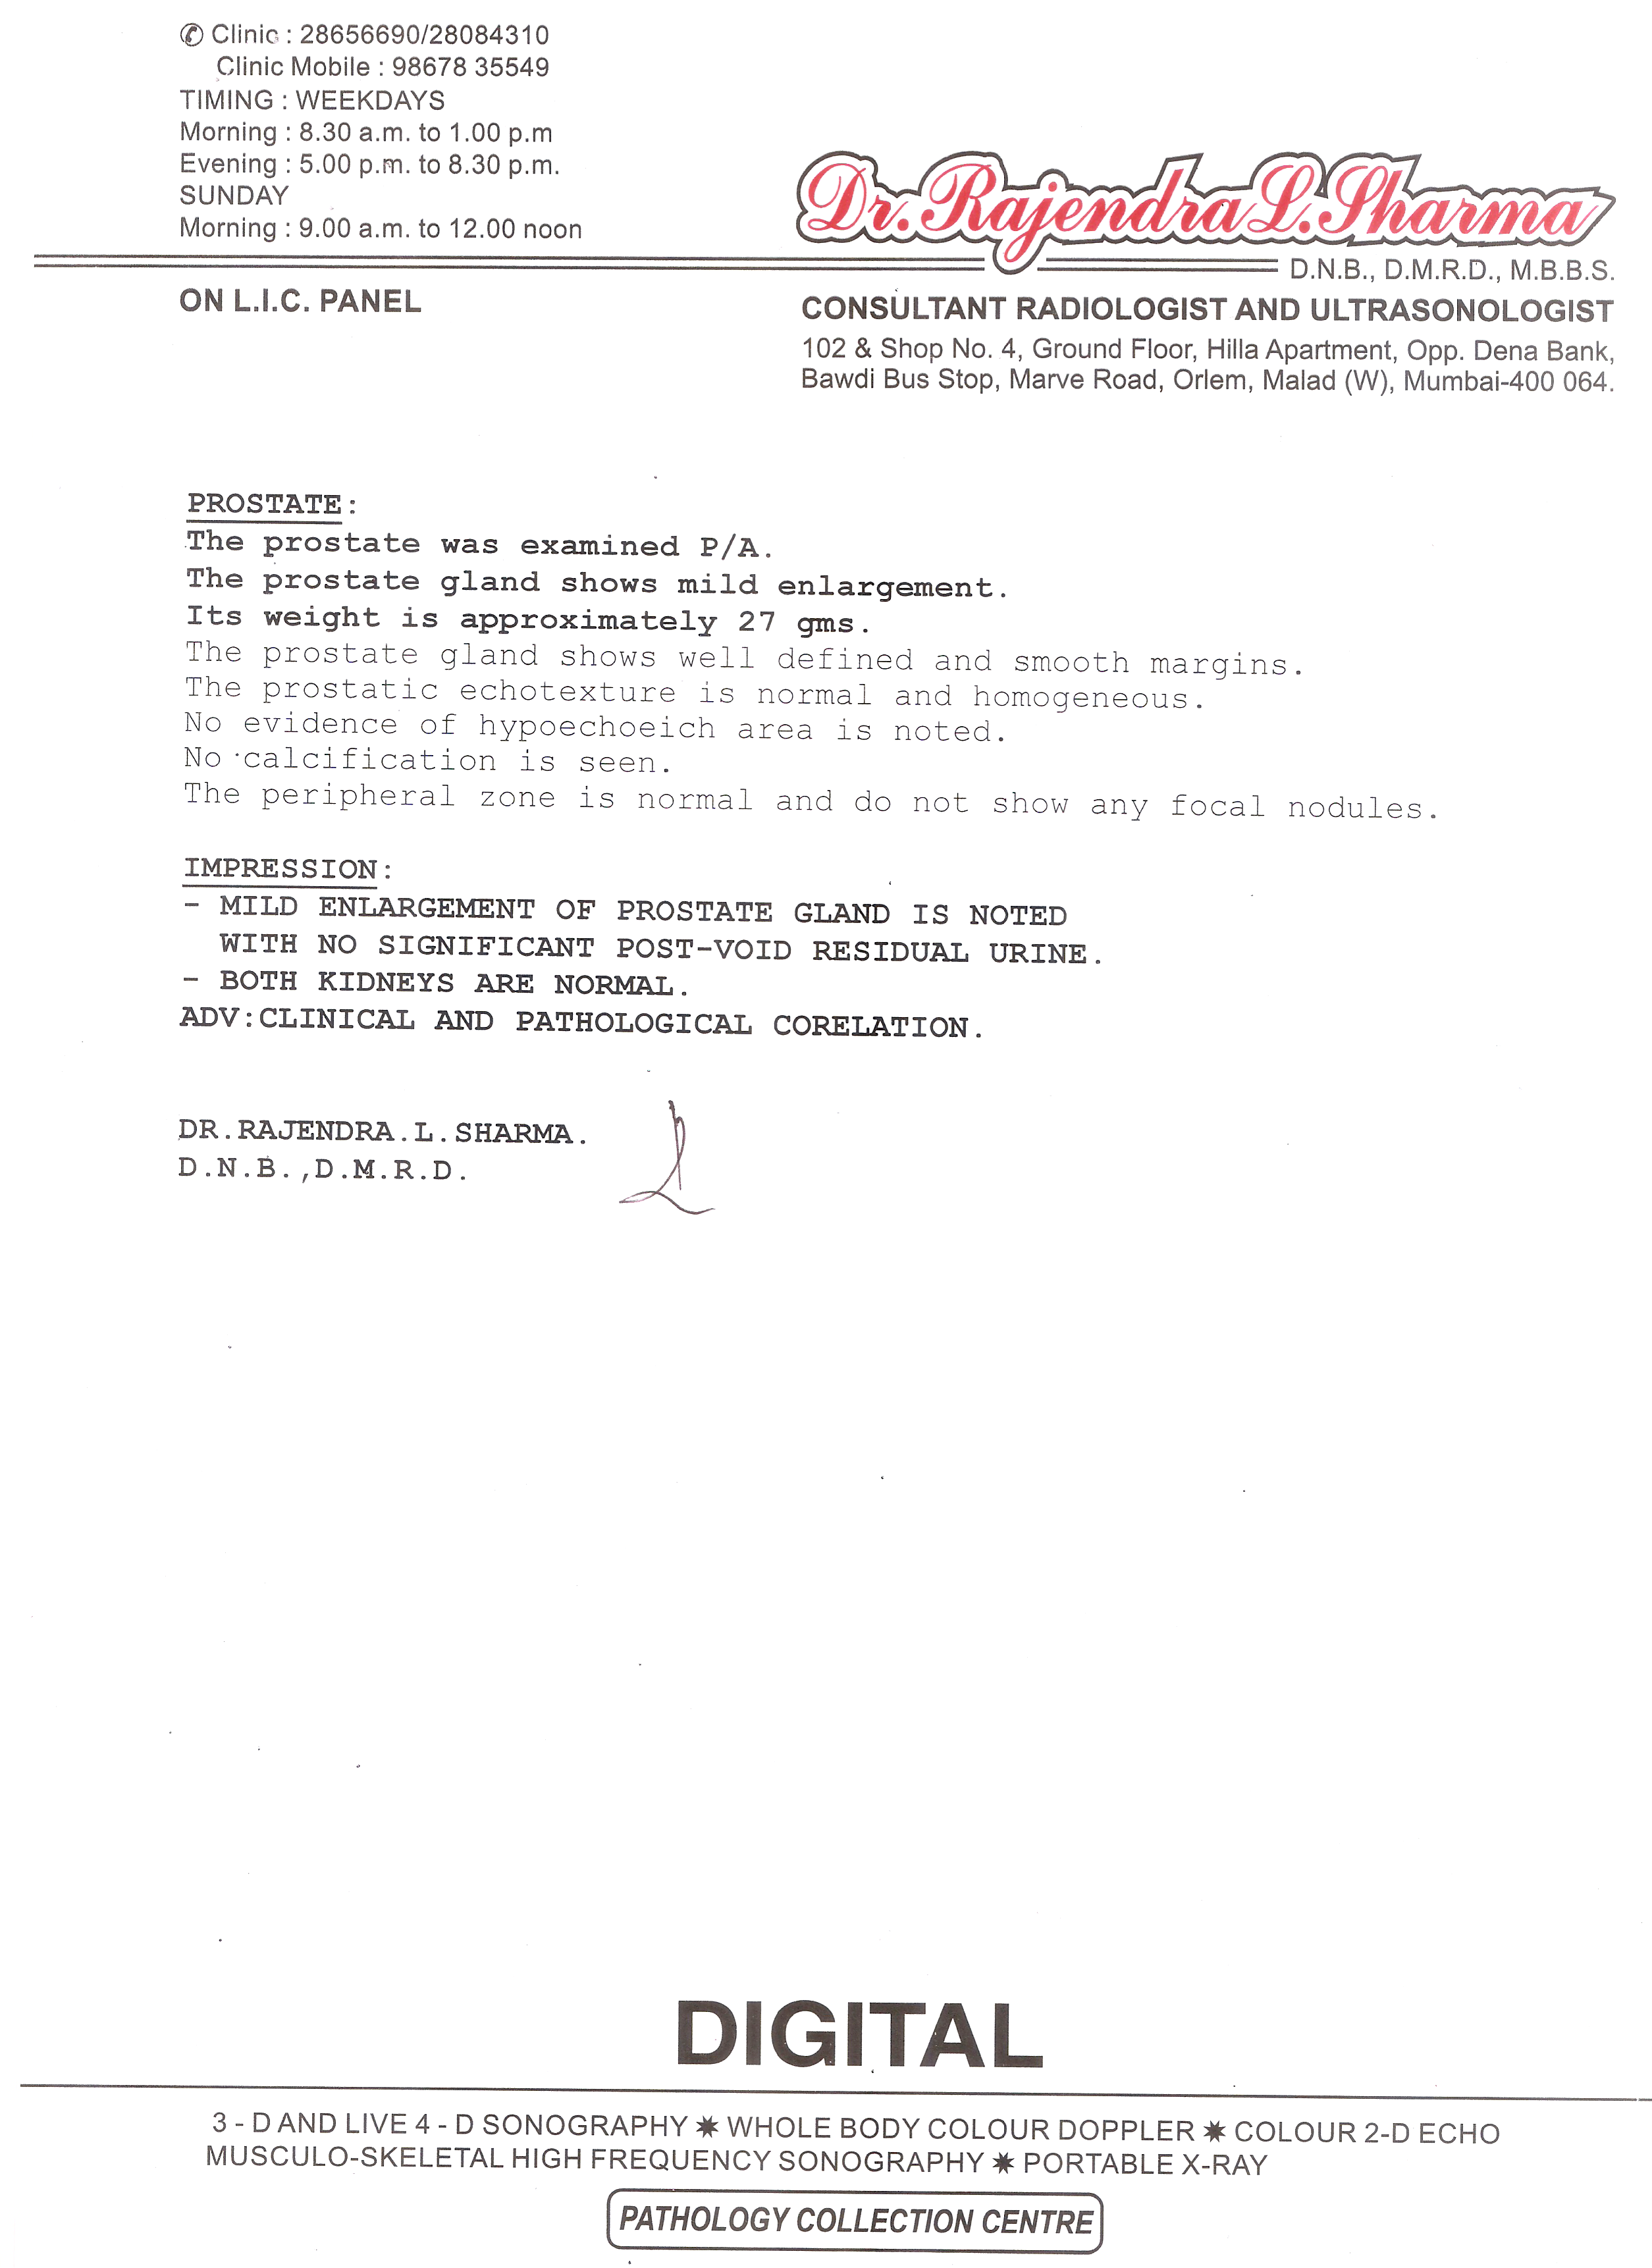 ✆ Clinic : 28656690/28084310
Clinic Mobile : 98678 35549
TIMING : WEEKDAYS
Morning : 8.30 a.m. to 1.00 p.m
Evening : 5.00 p.m. to 8.30 p.m.
SUNDAY
Morning : 9.00 a.m. to 12.00 noon
Dr. Rajendra L. Sharma
D.N.B., D.M.R.D., M.B.B.S.
ON L.I.C. PANEL
CONSULTANT RADIOLOGIST AND ULTRASONOLOGIST
102 & Shop No. 4, Ground Floor, Hilla Apartment, Opp. Dena Bank,
Bawdi Bus Stop, Marve Road, Orlem, Malad (W), Mumbai-400 064.
PROSTATE:
The prostate was examined P/A.
The prostate gland shows mild enlargement.
Its weight is approximately 27 gms.
The prostate gland shows well defined and smooth margins.
The prostatic echotexture is normal and homogeneous.
No evidence of hypoechoeich area is noted.
No calcification is seen.
The peripheral zone is normal and do not show any focal nodules.
IMPRESSION:
- MILD ENLARGEMENT OF PROSTATE GLAND IS NOTED
WITH NO SIGNIFICANT POST-VOID RESIDUAL URINE.
- BOTH KIDNEYS ARE NORMAL.
ADV:CLINICAL AND PATHOLOGICAL CORELATION.
DR.RAJENDRA.L.SHARMA.
D.N.B.,D.M.R.D.
DIGITAL
3 - D AND LIVE 4 - D SONOGRAPHY ✷ WHOLE BODY COLOUR DOPPLER ✷ COLOUR 2-D ECHO
MUSCULO-SKELETAL HIGH FREQUENCY SONOGRAPHY ✷ PORTABLE X-RAY
PATHOLOGY COLLECTION CENTRE